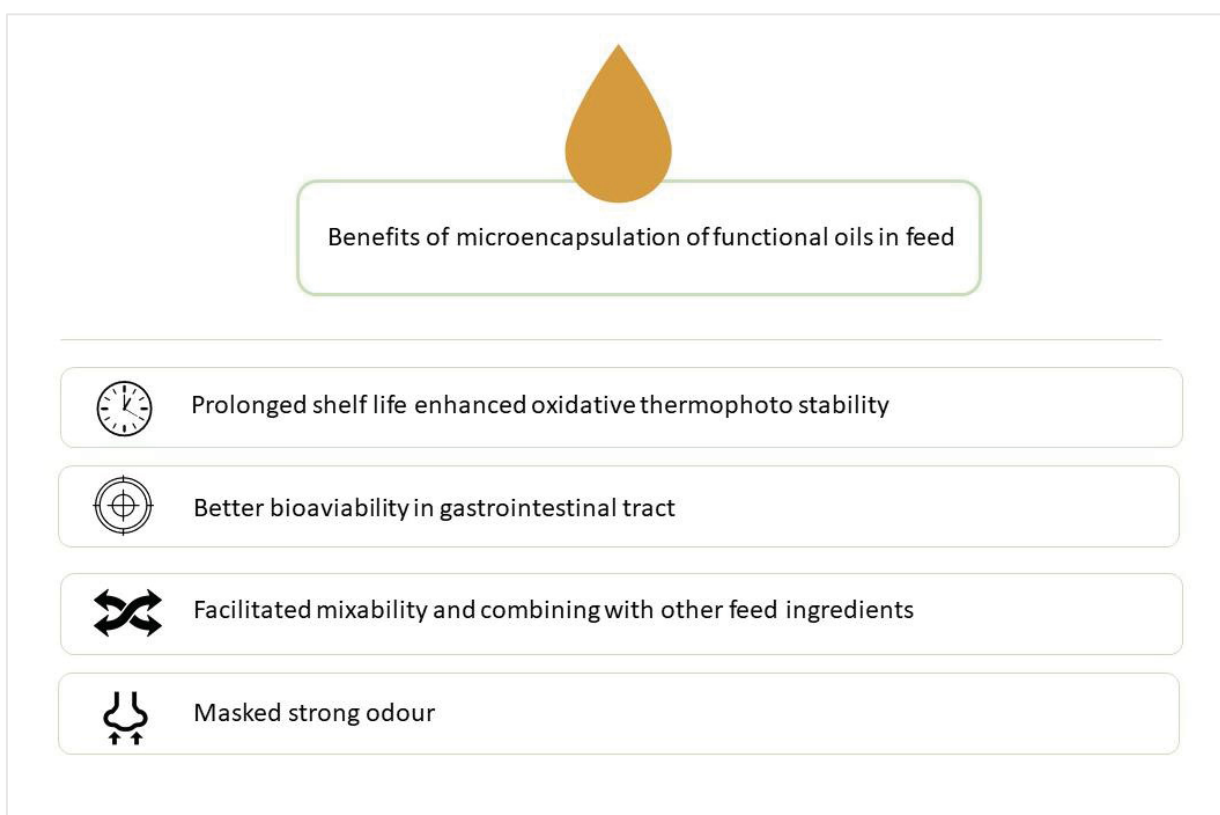 Benefits of microencapsulation of functional oils in feed
Prolonged shelf life enhanced oxidative thermophoto stability
Better bioaviability in gastrointestinal tract
Facilitated mixability and combining with other feed ingredients
Masked strong odour